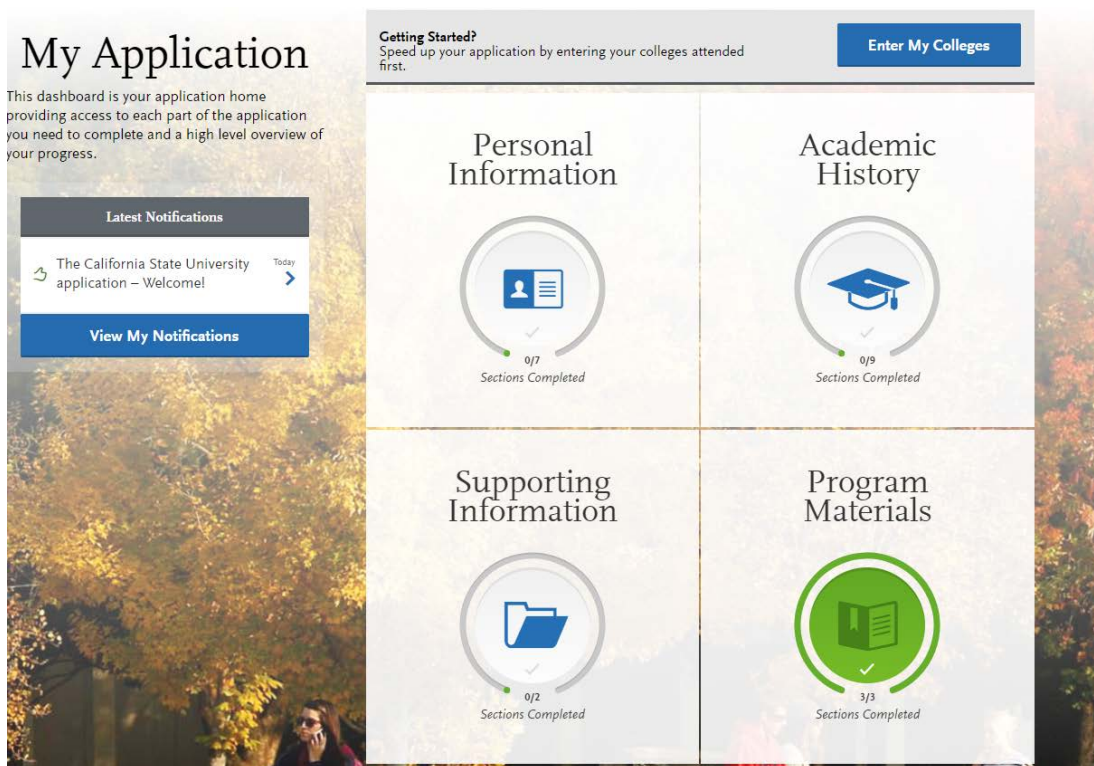 My Application
This dashboard is your application home
providing access to each part of the application
you need to complete and a high level overview of
your progress.
Latest Notifications
The California State University
application – Welcome!
Today
View My Notifications
Getting Started?
Speed up your application by entering your colleges attended
first.
Enter My Colleges
Personal
Information
0/7
Sections Completed
Academic
History
0/9
Sections Completed
Supporting
Information
0/2
Sections Completed
Program
Materials
3/3
Sections Completed